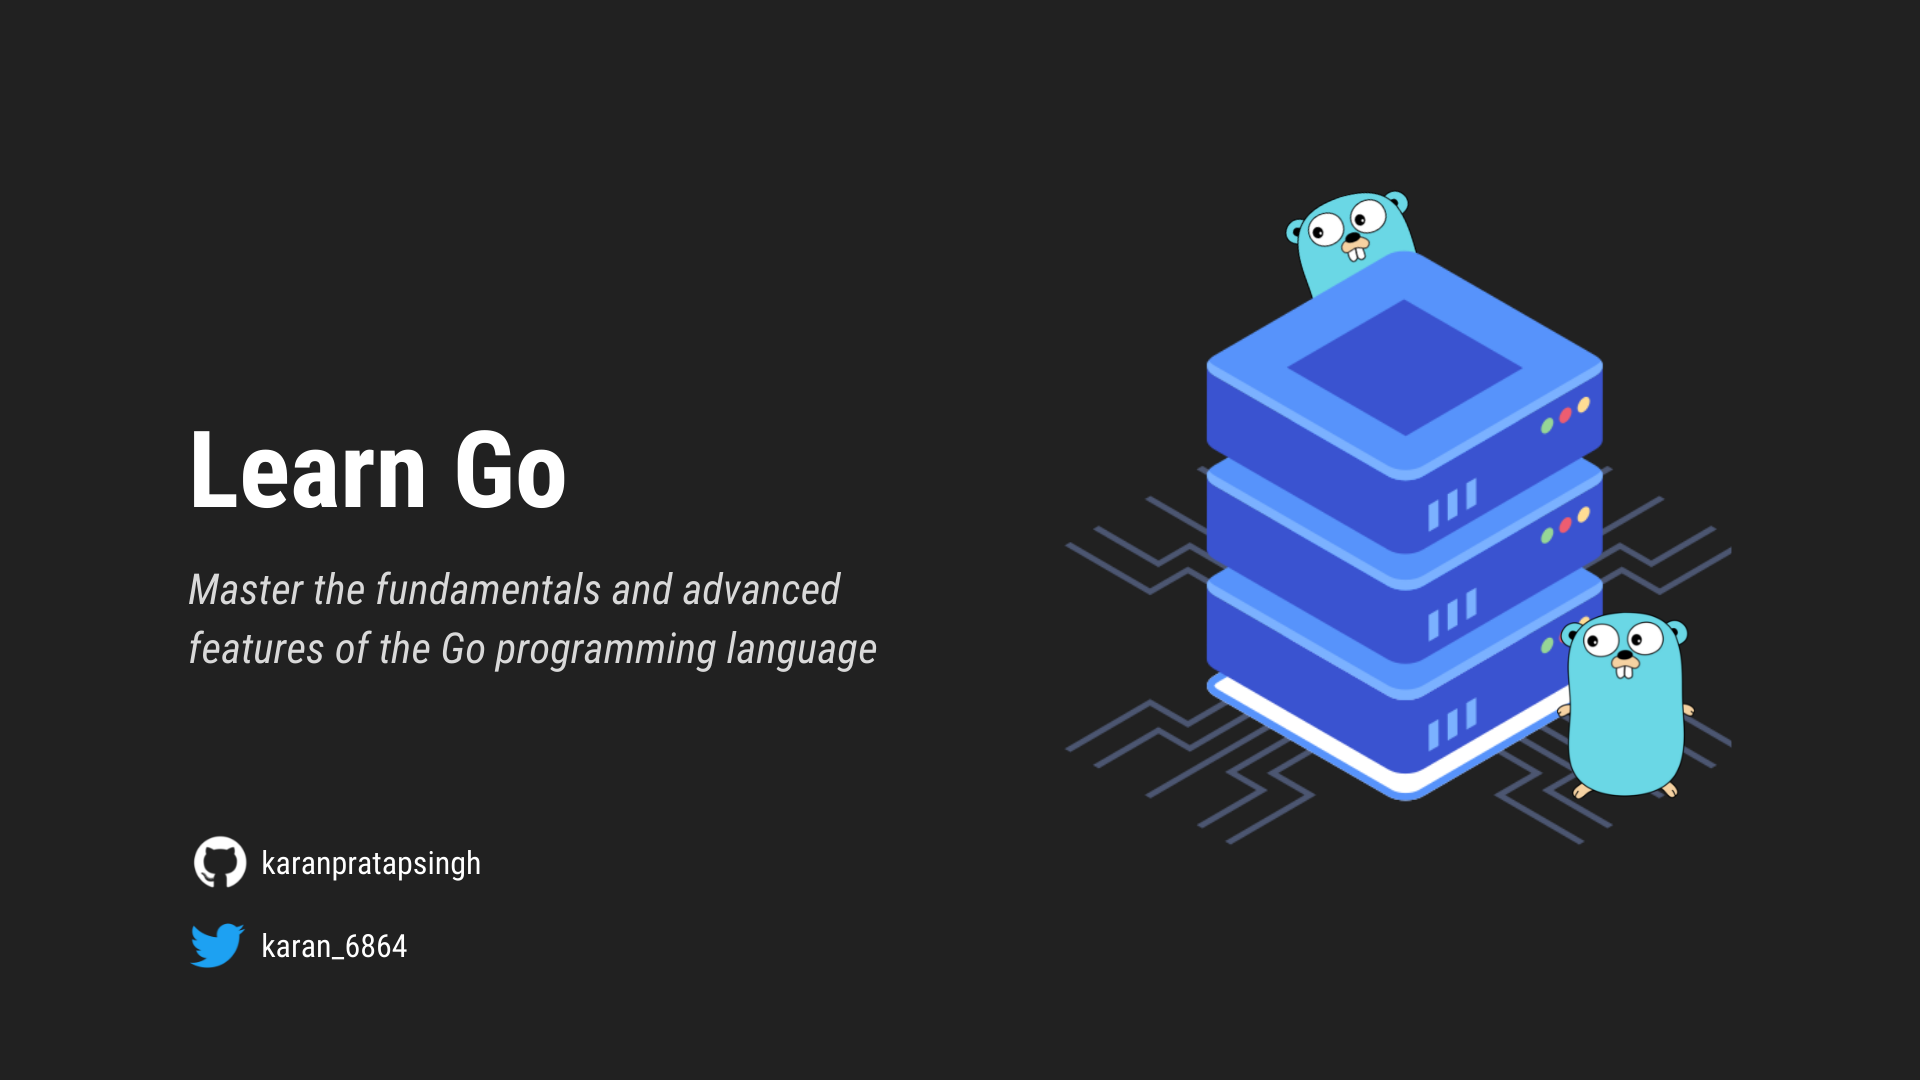 Learn Go
Master the fundamentals and advanced
features of the Go programming language
karanpratapsingh
karan_6864